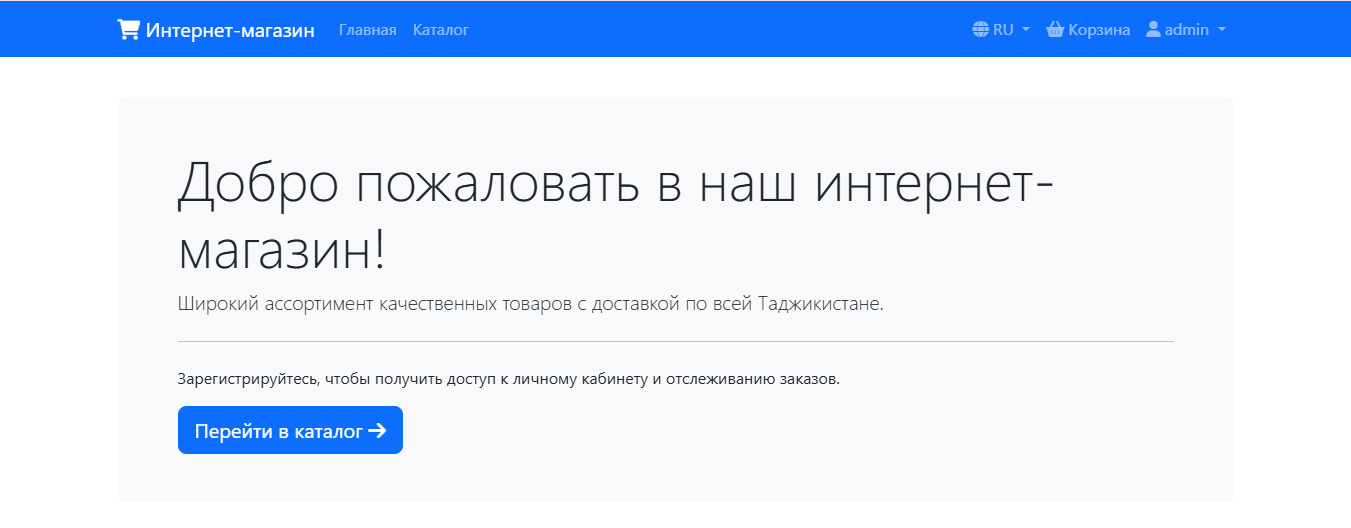 Интернет-магазин Главная Каталог RU Корзина admin
Добро пожаловать в наш интернет-
магазин!
Широкий ассортимент качественных товаров с доставкой по всей Таджикистане.
Зарегистрируйтесь, чтобы получить доступ к личному кабинету и отслеживанию заказов.
Перейти в каталог